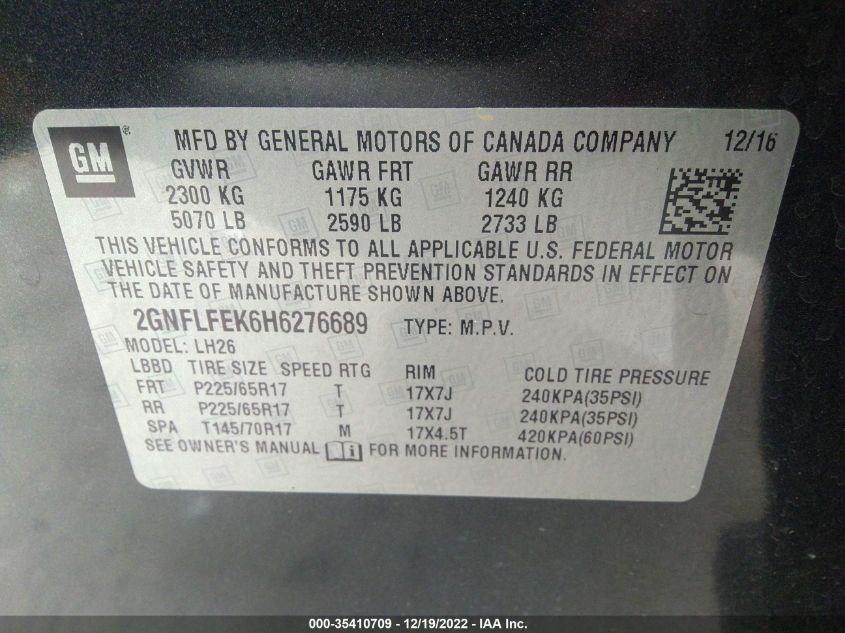 GM ® MFD BY GENERAL MOTORS OF CANADA COMPANY 12/16
GVWR GAWR FRT GAWR RR
2300 KG 1175 KG 1240 KG
5070 LB 2590 LB 2733 LB
THIS VEHICLE CONFORMS TO ALL APPLICABLE U.S. FEDERAL MOTOR
VEHICLE SAFETY AND THEFT PREVENTION STANDARDS IN EFFECT ON
THE DATE OF MANUFACTURE SHOWN ABOVE.
2GNFLFEK6H6276689 TYPE: M.P.V.
MODEL: LH26
LBBD TIRE SIZE SPEED RTG RIM COLD TIRE PRESSURE
FRT P225/65R17 T 17X7J 240KPA(35PSI)
RR P225/65R17 T 17X7J 240KPA(35PSI)
SPA T145/70R17 M 17X4.5T 420KPA(60PSI)
SEE OWNER'S MANUAL FOR MORE INFORMATION.
000-35410709 - 12/19/2022 - IAA Inc.